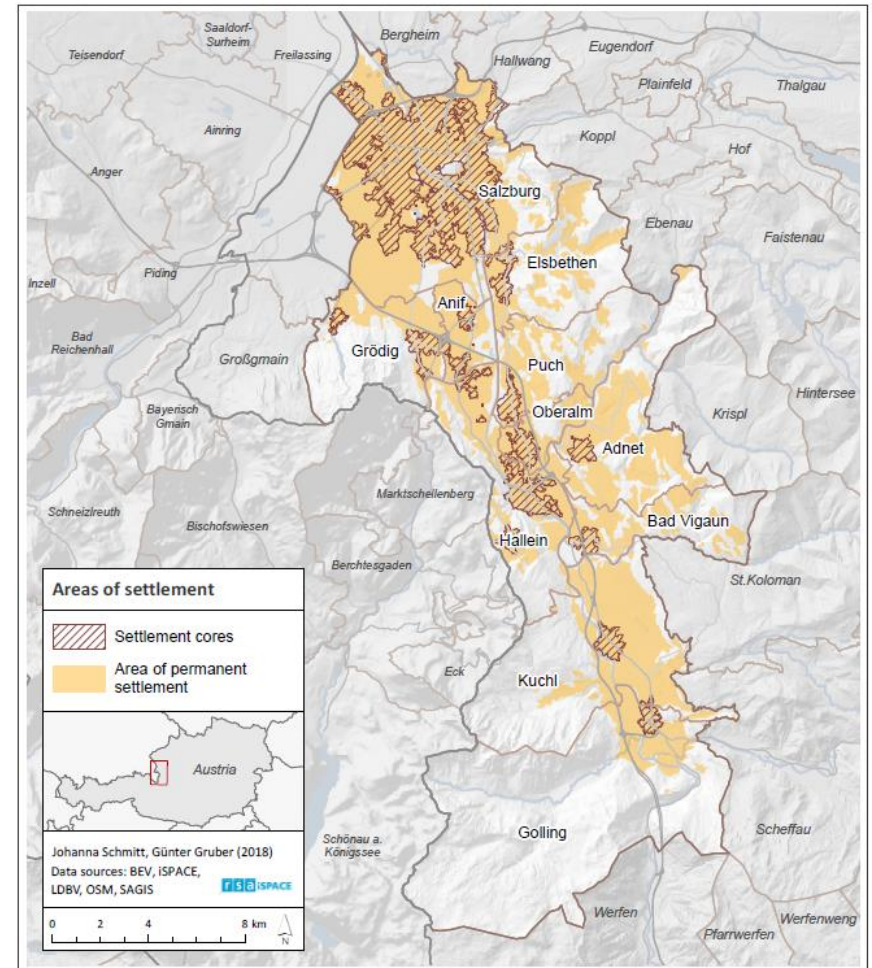 Bergheim
Saaldorf-
Surheim
Teisendorf
Freilassing
Hallwang
Eugendorf
Plainfeld
Thalgau
Ainring
Koppl
Hof
Anger
Salzburg
Ebenau
Faistenau
Elsbethen
Inzell
Piding
Anif
Bad
Reichenhall
Großgmain
Grödig
Puch
Hintersee
Bayerisch
Gmain
Oberalm
Krispl
Adnet
Marktschellenberg
Schneizlreuth
Bischofswiesen
Bad Vigaun
Hallein
Berchtesgaden
St.Koloman
Eck
Kuchl
Golling
Scheffau
Schönau a.
Königssee
Werfen
Pfarrwerfen
Werfenweng
Areas of settlement
Settlement cores
Area of permanent
settlement
Austria
Johanna Schmitt, Günter Gruber (2018)
Data sources: BEV, iSPACE,
LDBV, OSM, SAGIS
rsa iSPACE
0 2 4 8 km
N